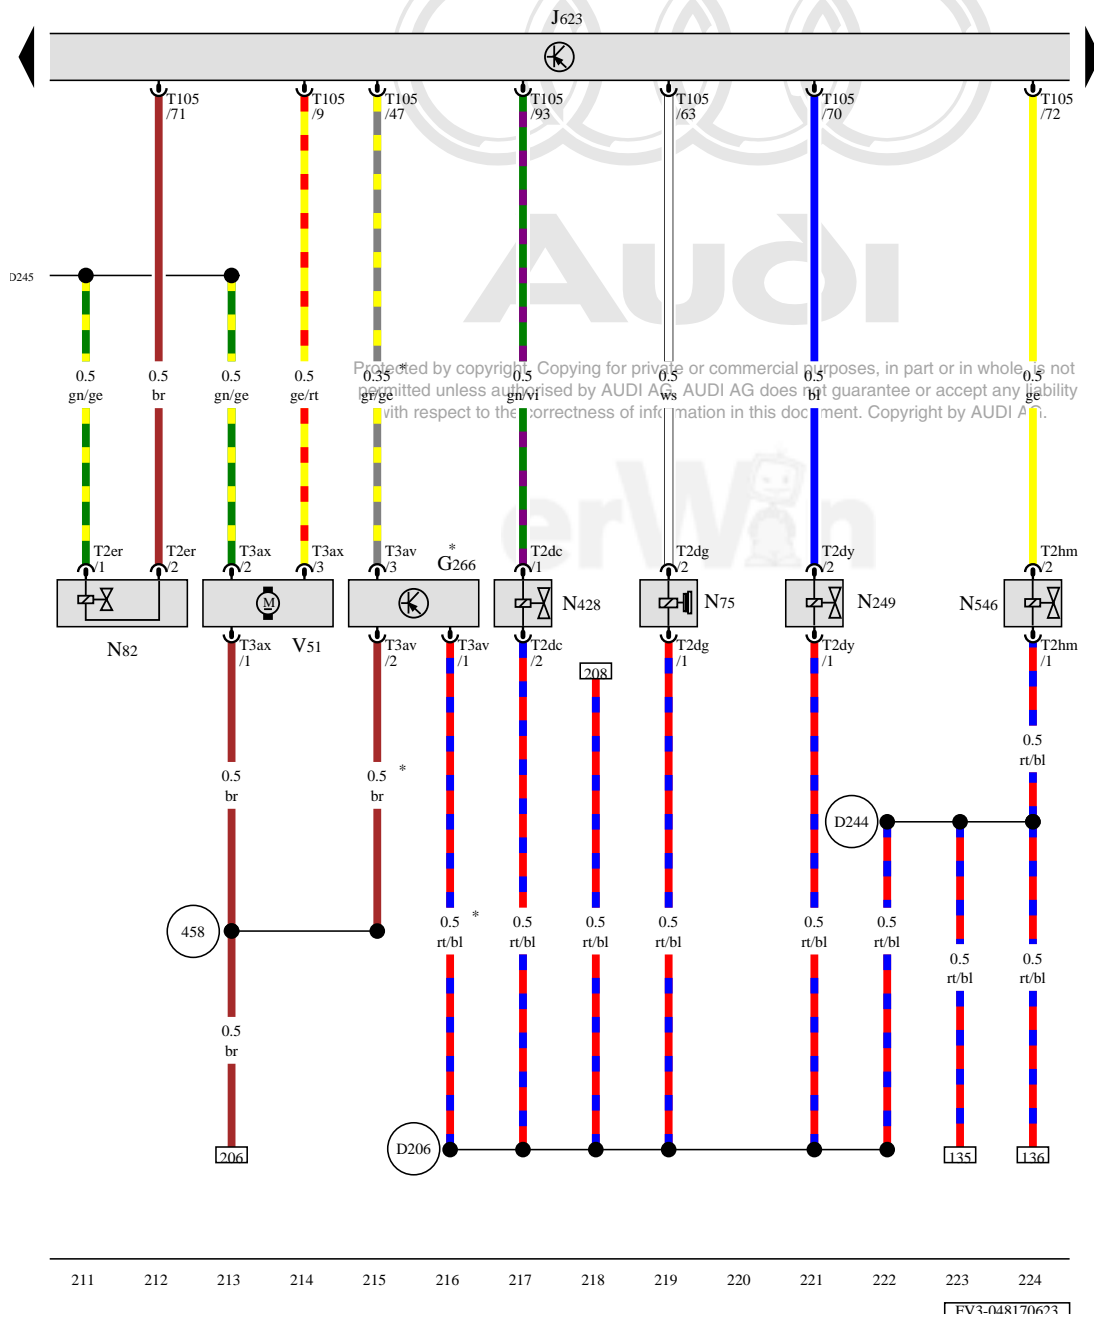 J623
T105 /71
T105 /9
T105 /47
T105 /93
T105 /63
T105 /70
T105 /72
Audi
D245
Protected by copyright. Copying for private or commercial purposes, in part or in whole, is not
permitted unless authorised by AUDI AG. AUDI AG does not guarantee or accept any liability
with respect to the correctness of information in this document. Copyright by AUDI AG.
0.5 gn/ge
0.5 br
0.5 gn/ge
0.5 ge/rt
0.35 * gr/ge
0.5 gn/vi
0.5 ws
0.5 bl
0.5 ge
erWin
T2er /1
T2er /2
T3ax /2
T3ax /3
T3av /3
* G266
T2dc /1
T2dg /2
T2dy /2
T2hm /2
M
N82
V51
N428
N75
N249
N546
T3ax /1
T3av /2
T3av /1
T2dc /2
T2dg /1
T2dy /1
T2hm /1
208
0.5 br
0.5 * br
0.5 rt/bl
D244
458
0.5 * rt/bl
0.5 rt/bl
0.5 rt/bl
0.5 rt/bl
0.5 rt/bl
0.5 rt/bl
0.5 rt/bl
0.5 rt/bl
0.5 br
D206
206
135
136
211 212 213 214 215 216 217 218 219 220 221 222 223 224
EV3-048170623